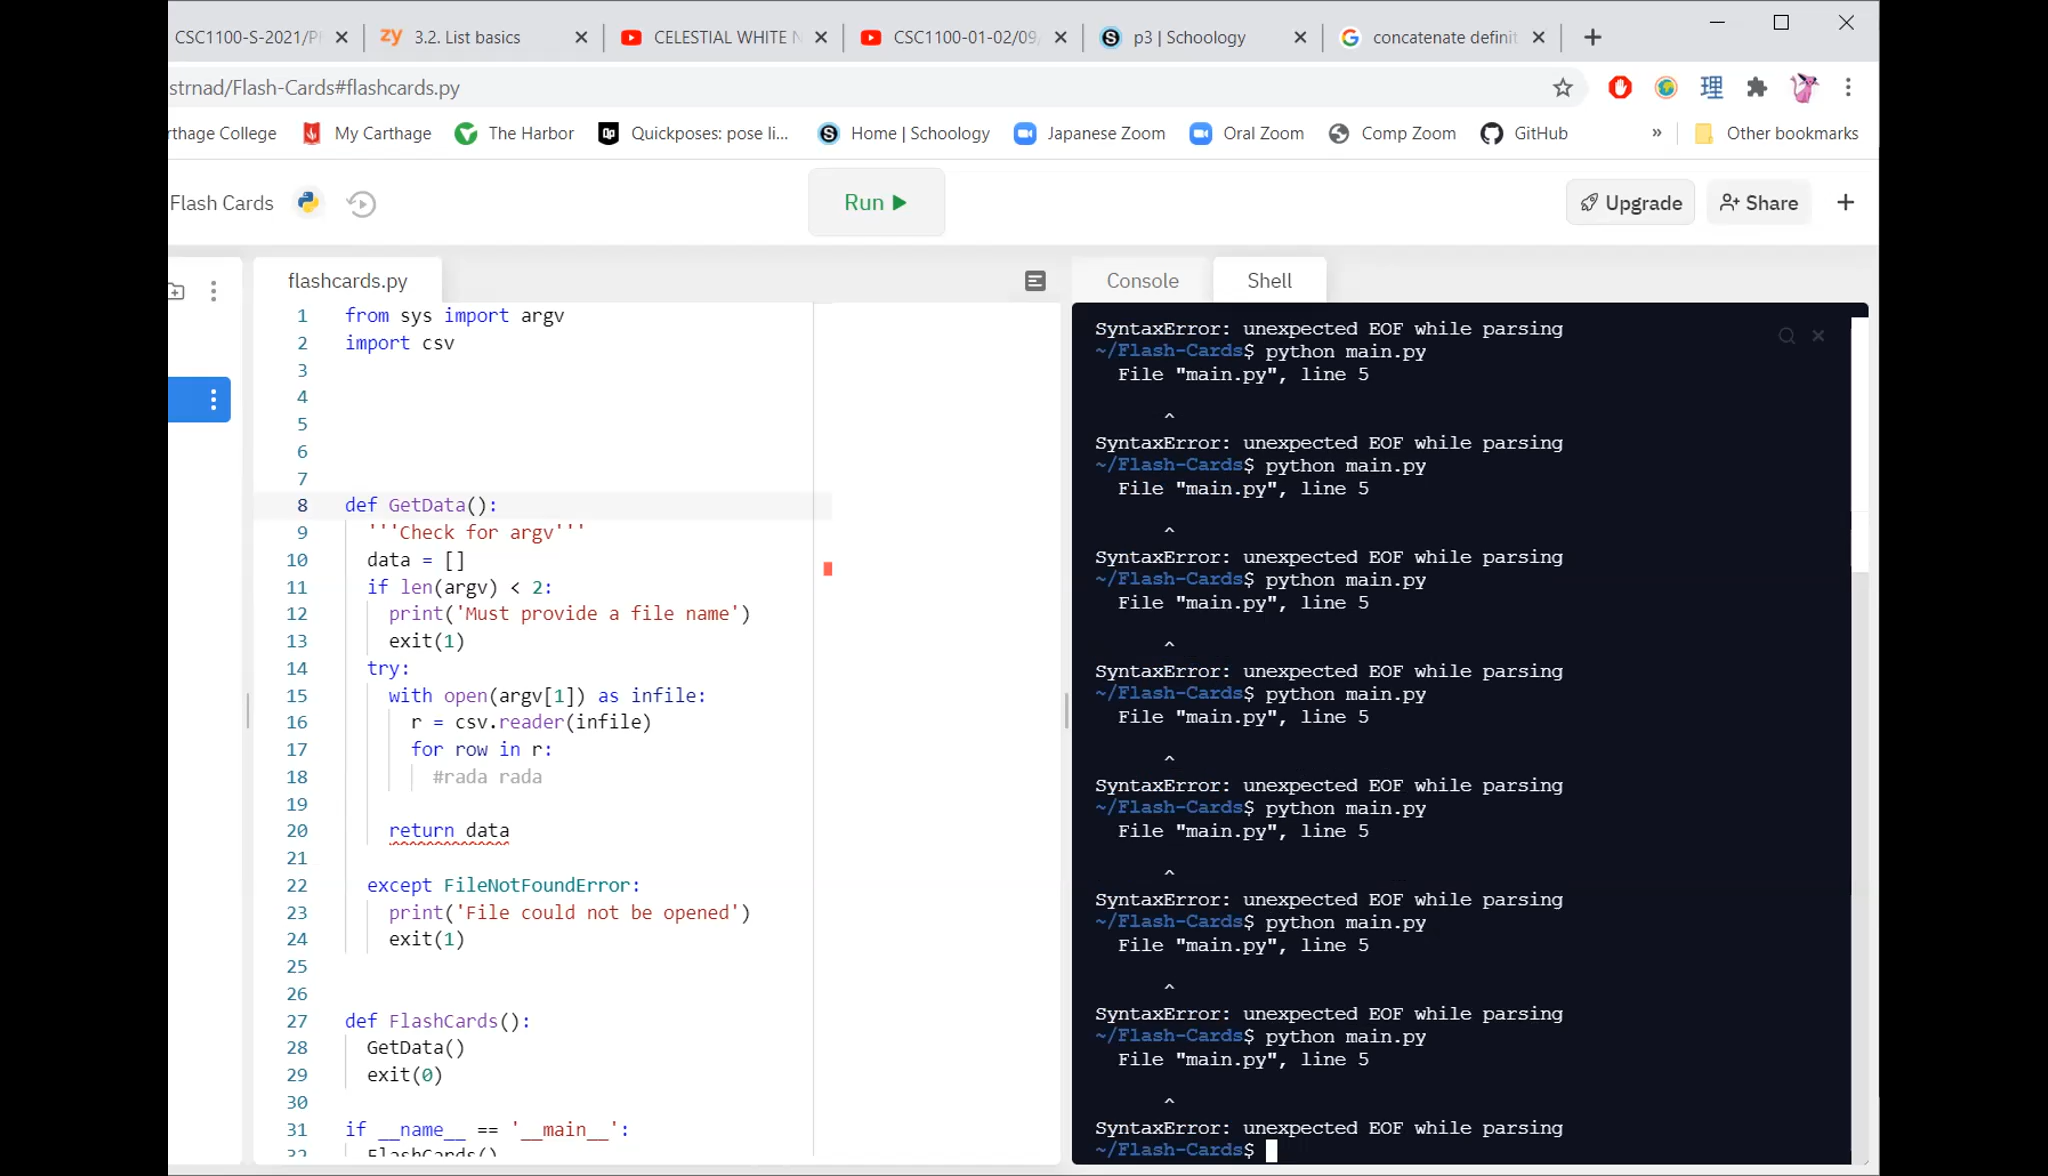 CSC1100-S-2021/P
3.2. List basics
CELESTIAL WHITE N
CSC1100-01-02/09
p3 | Schoology
concatenate definit
strnad/Flash-Cards#flashcards.py
理
rthage College
My Carthage
The Harbor
Qp
Quickposes: pose li...
Home | Schoology
Japanese Zoom
Oral Zoom
Comp Zoom
GitHub
»
Other bookmarks
Flash Cards
Run
Upgrade
Share
flashcards.py
Console
Shell
1 from sys import argv
2 import csv
3
4
5
6
7
8 def GetData():
9 '''Check for argv'''
10 data = []
11 if len(argv) < 2:
12 print('Must provide a file name')
13 exit(1)
14 try:
15 with open(argv[1]) as infile:
16 r = csv.reader(infile)
17 for row in r:
18 #rada rada
19
20 return data
21
22 except FileNotFoundError:
23 print('File could not be opened')
24 exit(1)
25
26
27 def FlashCards():
28 GetData()
29 exit(0)
30
31 if __name__ == '__main__':
32 FlashCards()
SyntaxError: unexpected EOF while parsing
~/Flash-Cards$ python main.py
File "main.py", line 5
^
SyntaxError: unexpected EOF while parsing
~/Flash-Cards$ python main.py
File "main.py", line 5
^
SyntaxError: unexpected EOF while parsing
~/Flash-Cards$ python main.py
File "main.py", line 5
^
SyntaxError: unexpected EOF while parsing
~/Flash-Cards$ python main.py
File "main.py", line 5
^
SyntaxError: unexpected EOF while parsing
~/Flash-Cards$ python main.py
File "main.py", line 5
^
SyntaxError: unexpected EOF while parsing
~/Flash-Cards$ python main.py
File "main.py", line 5
^
SyntaxError: unexpected EOF while parsing
~/Flash-Cards$ python main.py
File "main.py", line 5
^
SyntaxError: unexpected EOF while parsing
~/Flash-Cards$